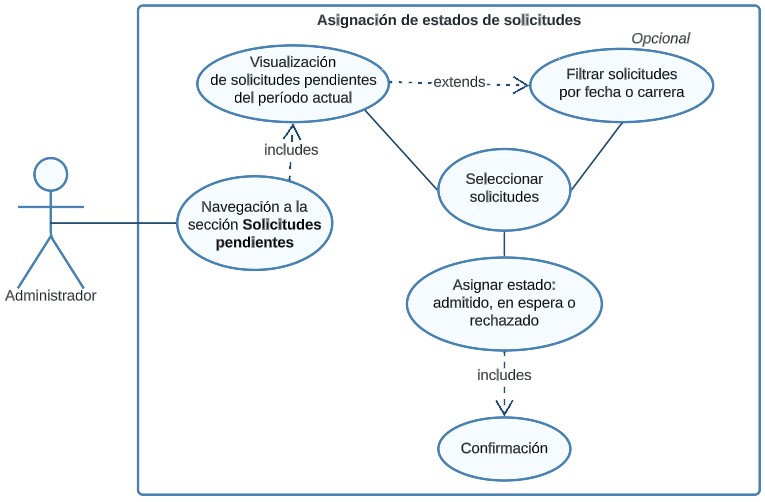 Asignación de estados de solicitudes
Opcional
Visualización
de solicitudes pendientes
del período actual
extends
Filtrar solicitudes
por fecha o carrera
includes
Seleccionar
solicitudes
Navegación a la
sección Solicitudes
pendientes
Administrador
Asignar estado:
admitido, en espera o
rechazado
includes
Confirmación